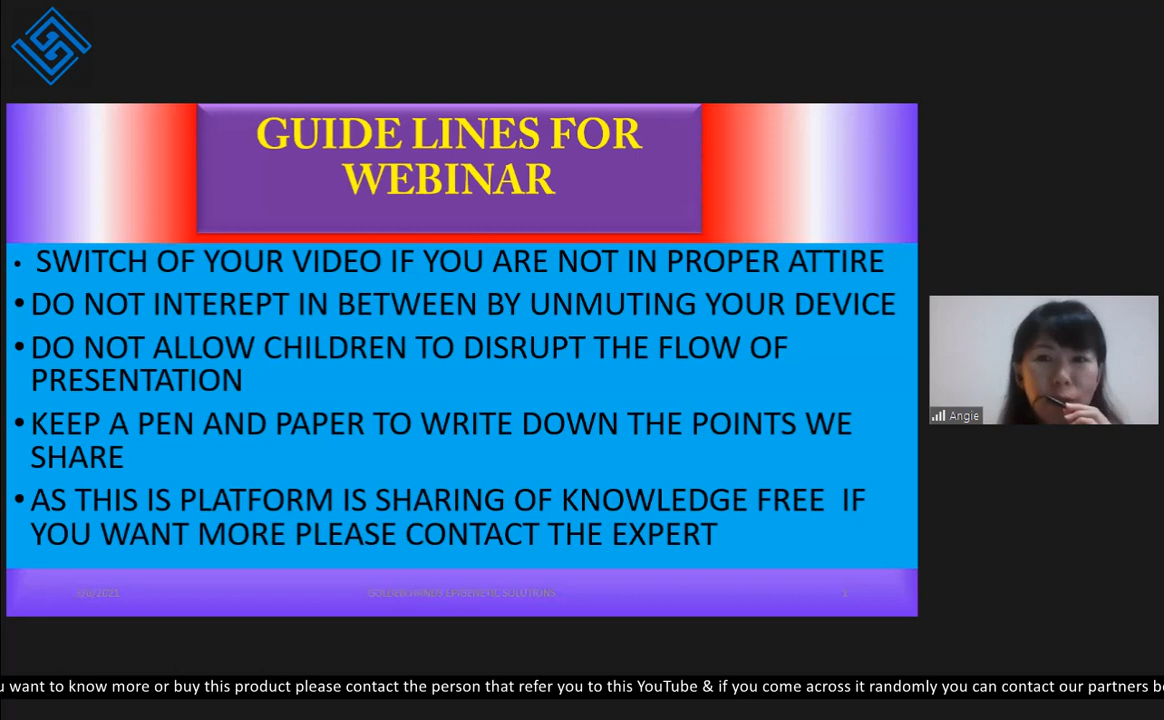 GUIDE LINES FOR
WEBINAR
• SWITCH OF YOUR VIDEO IF YOU ARE NOT IN PROPER ATTIRE
• DO NOT INTEREPT IN BETWEEN BY UNMUTING YOUR DEVICE
• DO NOT ALLOW CHILDREN TO DISRUPT THE FLOW OF
PRESENTATION
• KEEP A PEN AND PAPER TO WRITE DOWN THE POINTS WE
SHARE
• AS THIS IS PLATFORM IS SHARING OF KNOWLEDGE FREE IF
YOU WANT MORE PLEASE CONTACT THE EXPERT
Angie
SOLUTIONS
1
want to know more or buy this product please contact the person that refer you to this YouTube & if you come across it randomly you can contact our partners